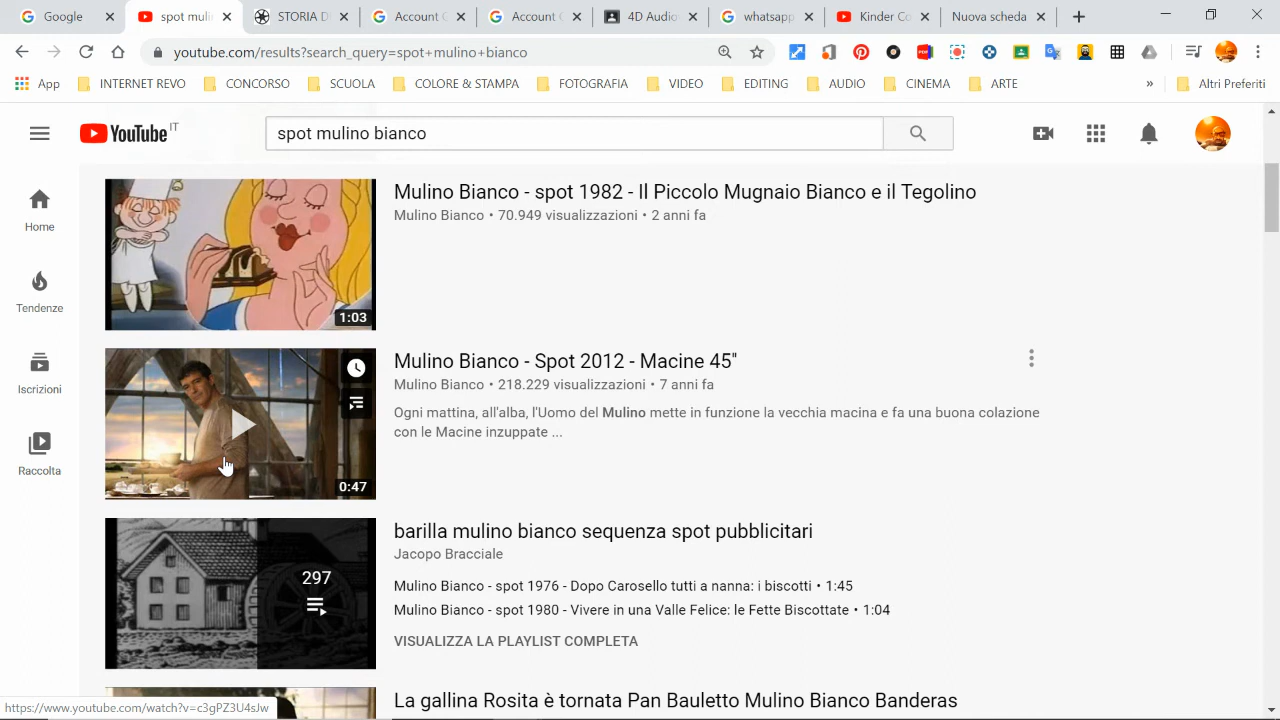 spot muli
STORIA D
Google
Google
Account
4D Audio
whatsapp
Kinder Co
Nuova scheda
youtube.com/results?search_query=spot+mulino+bianco
App
INTERNET REVO
CONCORSO
SCUOLA
COLORI & STAMPA
FOTOGRAFIA
VIDEO
EDITING
AUDIO
CINEMA
ARTE
»
Altri Preferiti
YouTube IT
spot mulino bianco
Home
Tendenze
Iscrizioni
Raccolta
1:03
Mulino Bianco - spot 1982 - Il Piccolo Mugnaio Bianco e il Tegolino
Mulino Bianco • 70.949 visualizzazioni • 2 anni fa
0:47
Mulino Bianco - Spot 2012 - Macine 45"
Mulino Bianco • 218.229 visualizzazioni • 7 anni fa
Ogni mattina, all'alba, l'Uomo del Mulino mette in funzione la vecchia macina e fa una buona colazione
con le Macine inzuppate ...
297
barilla mulino bianco sequenza spot pubblicitari
Jacopo Bracciale
Mulino Bianco - spot 1976 - Dopo Carosello tutti a nanna: i biscotti • 1:45
Mulino Bianco - spot 1980 - Vivere in una Valle Felice: le Fette Biscottate • 1:04
VISUALIZZA LA PLAYLIST COMPLETA
La gallina Rosita è tornata Pan Bauletto Mulino Bianco Banderas
https://www.youtube.com/watch?v=c3gPZ3U4sJw